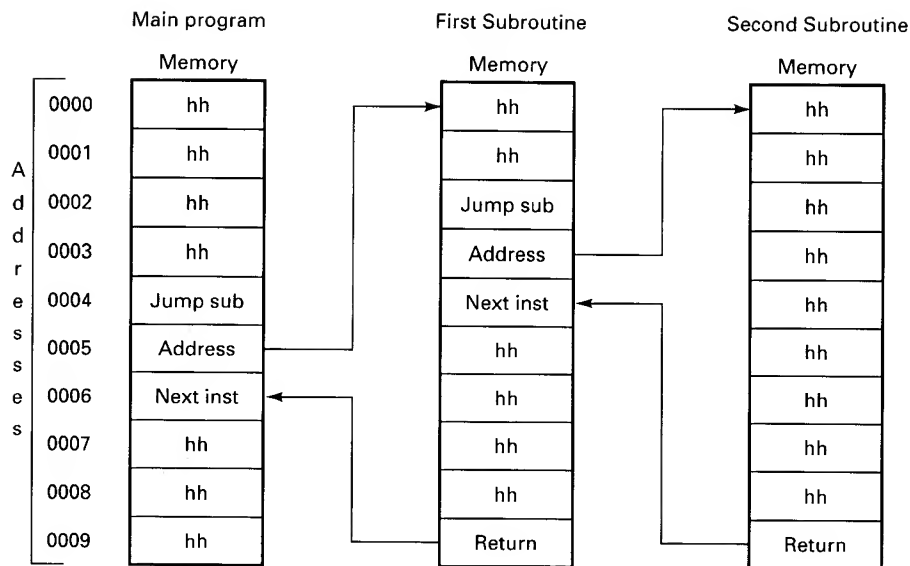 Main program First Subroutine Second Subroutine
Memory Memory Memory
Addresses
0000 hh hh hh
0001 hh hh hh
0002 hh Jump sub hh
0003 hh Address hh
0004 Jump sub Next inst hh
0005 Address hh hh
0006 Next inst hh hh
0007 hh hh hh
0008 hh hh hh
0009 hh Return Return